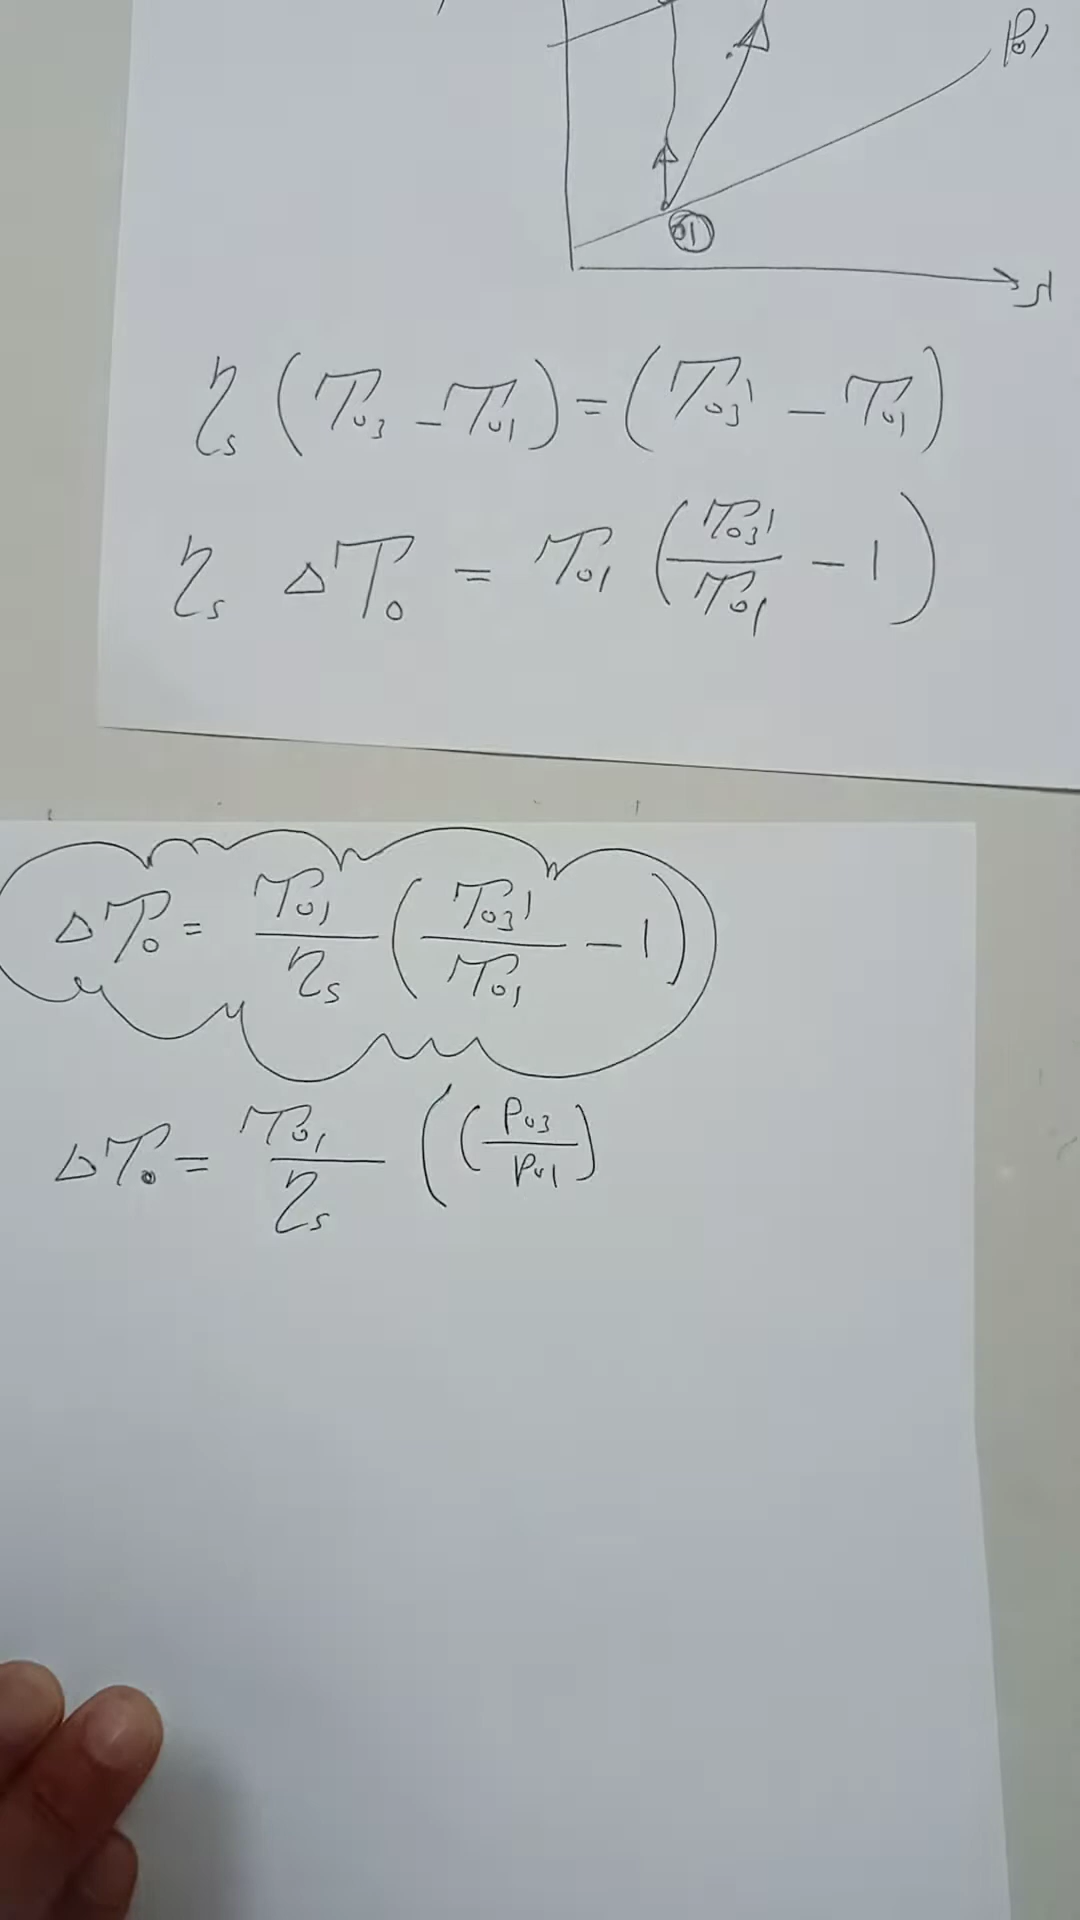 P01
01
s
ηs (T03 - T01) = (T03' - T01)
ηs ΔT0 = T01 (T03'/T01 - 1)
ΔT0 = T01/ηs (T03'/T01 - 1)
ΔT0 = T01/ηs ((P03/P01)